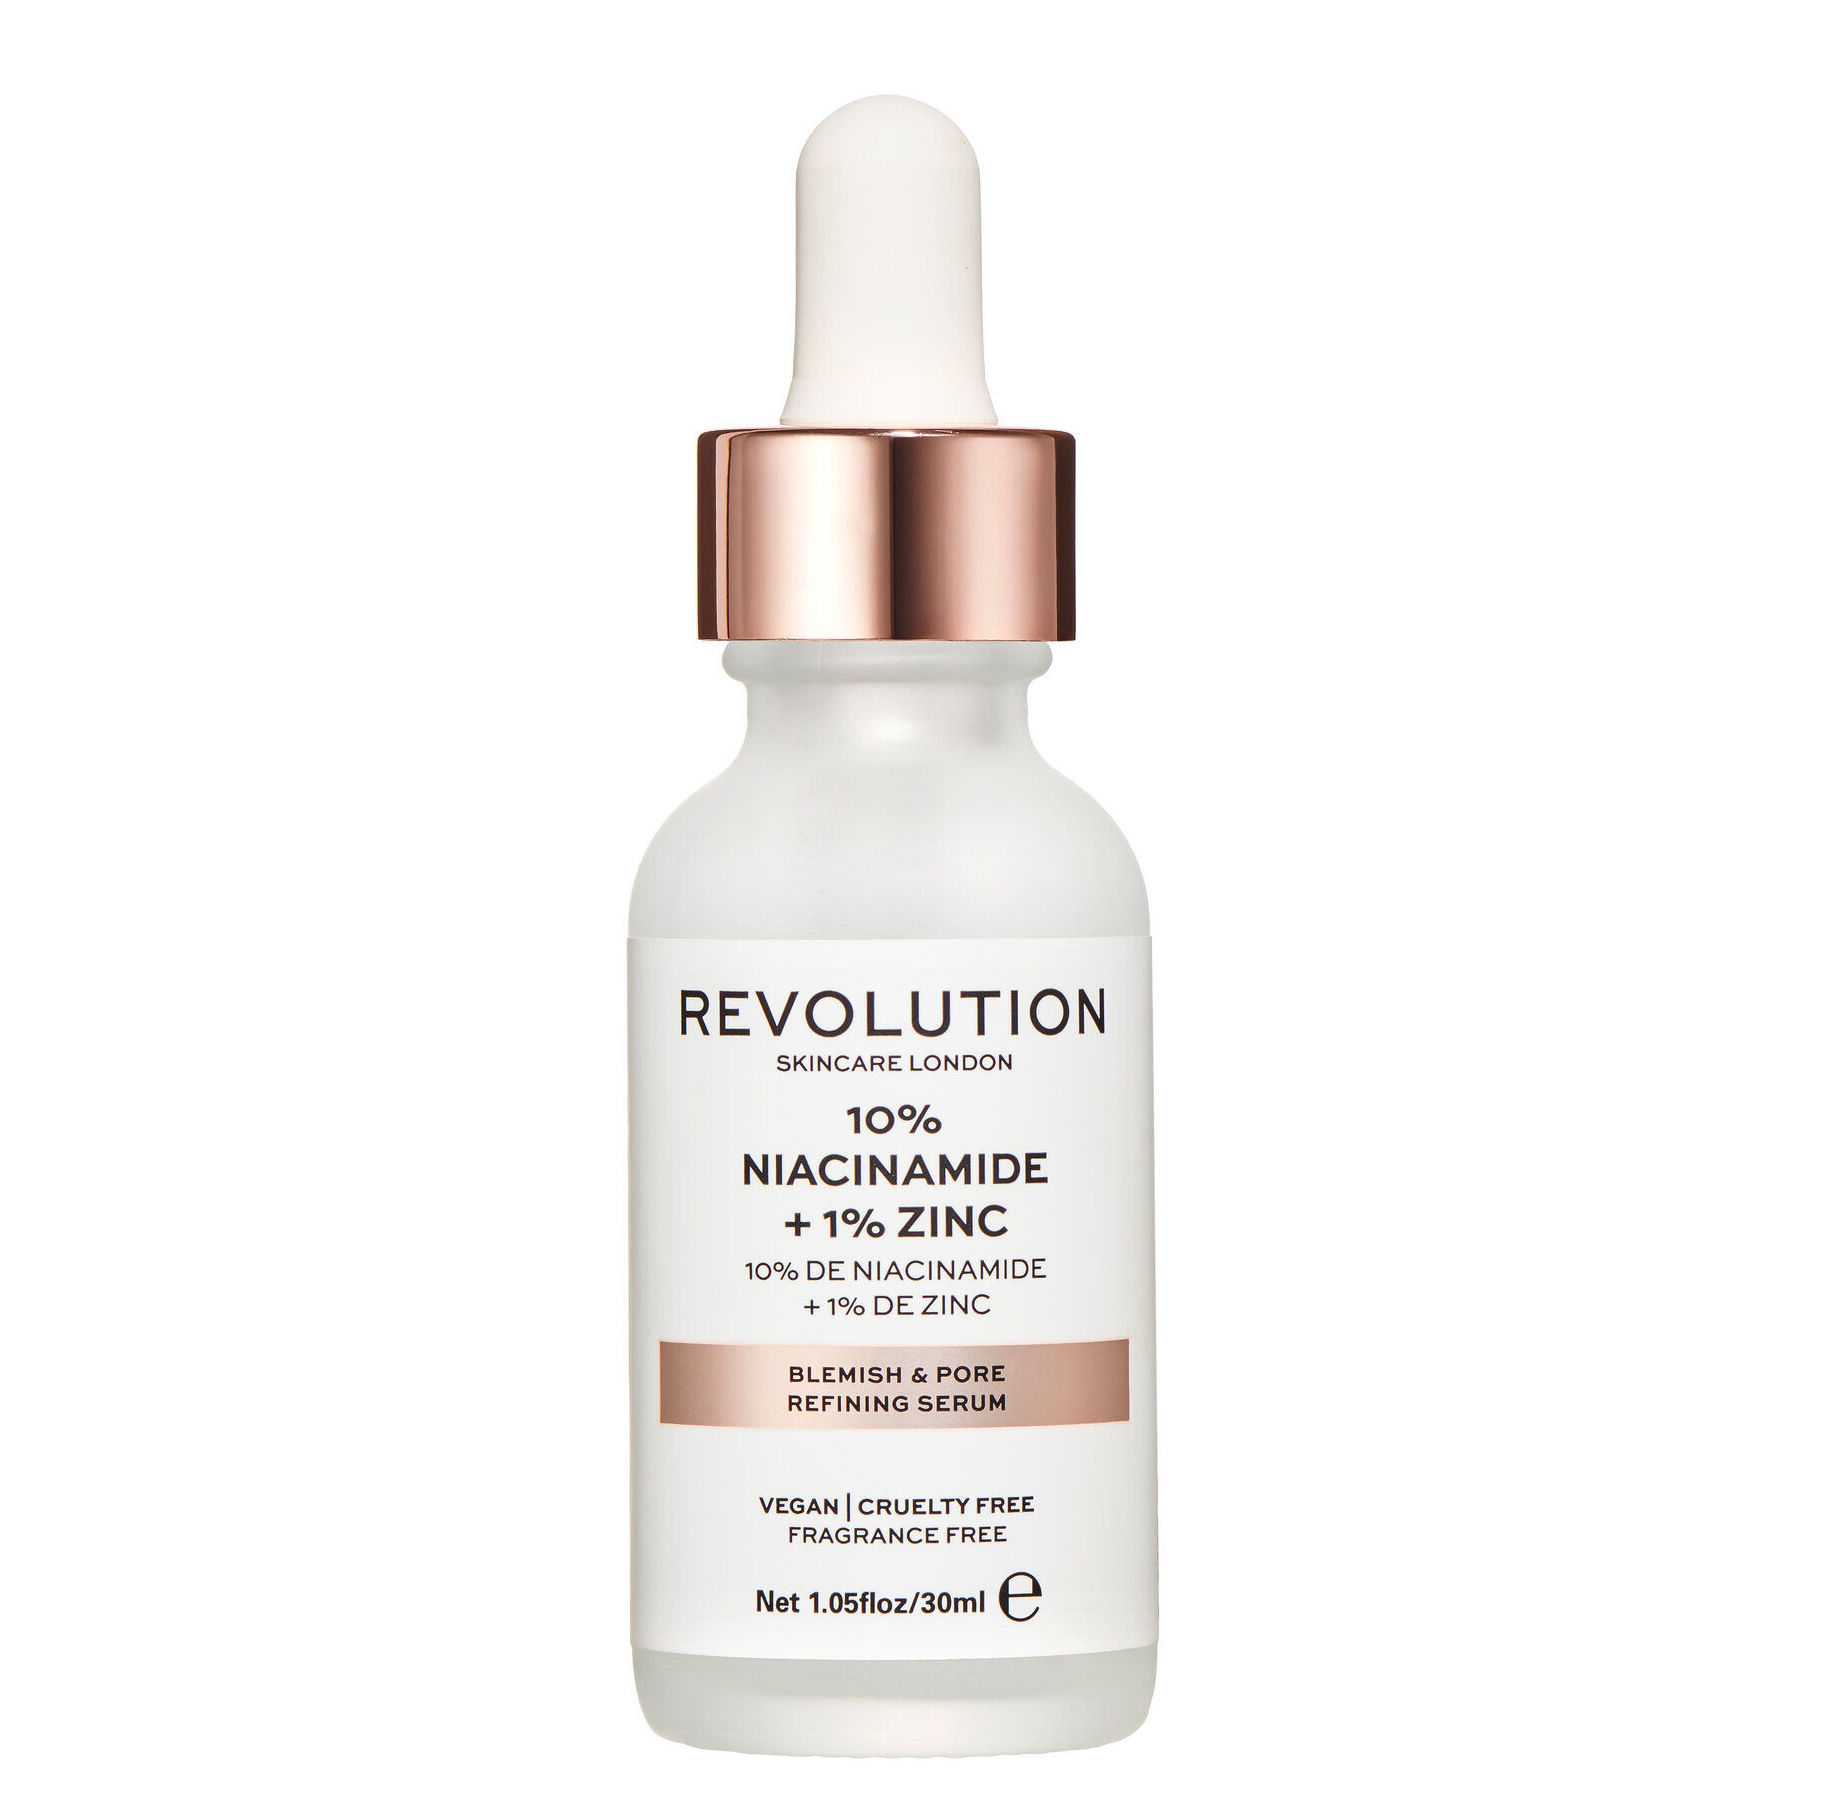 REVOLUTION
SKINCARE LONDON
10%
NIACINAMIDE
+ 1% ZINC
10% DE NIACINAMIDE
+ 1% DE ZINC
BLEMISH & PORE
REFINING SERUM
VEGAN | CRUELTY FREE
FRAGRANCE FREE
Net 1.05floz/30ml ℮